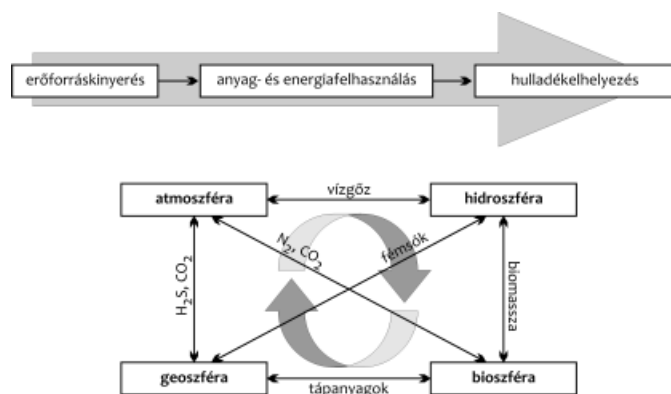 erőforráskinyerés
anyag- és energiafelhasználás
hulladékelhelyezés
atmoszféra
vízgőz
hidroszféra
N₂, CO₂
fémsók
H₂S, CO₂
biomassza
geoszféra
tápanyagok
bioszféra